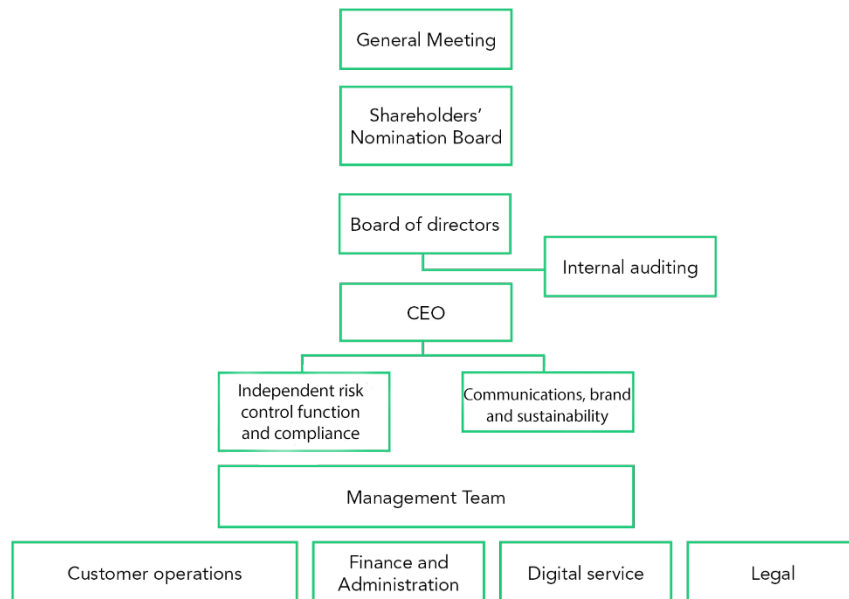 General Meeting
Shareholders’
Nomination Board
Board of directors
Internal auditing
CEO
Independent risk
control function
and compliance
Communications, brand
and sustainability
Management Team
Customer operations
Finance and
Administration
Digital service
Legal